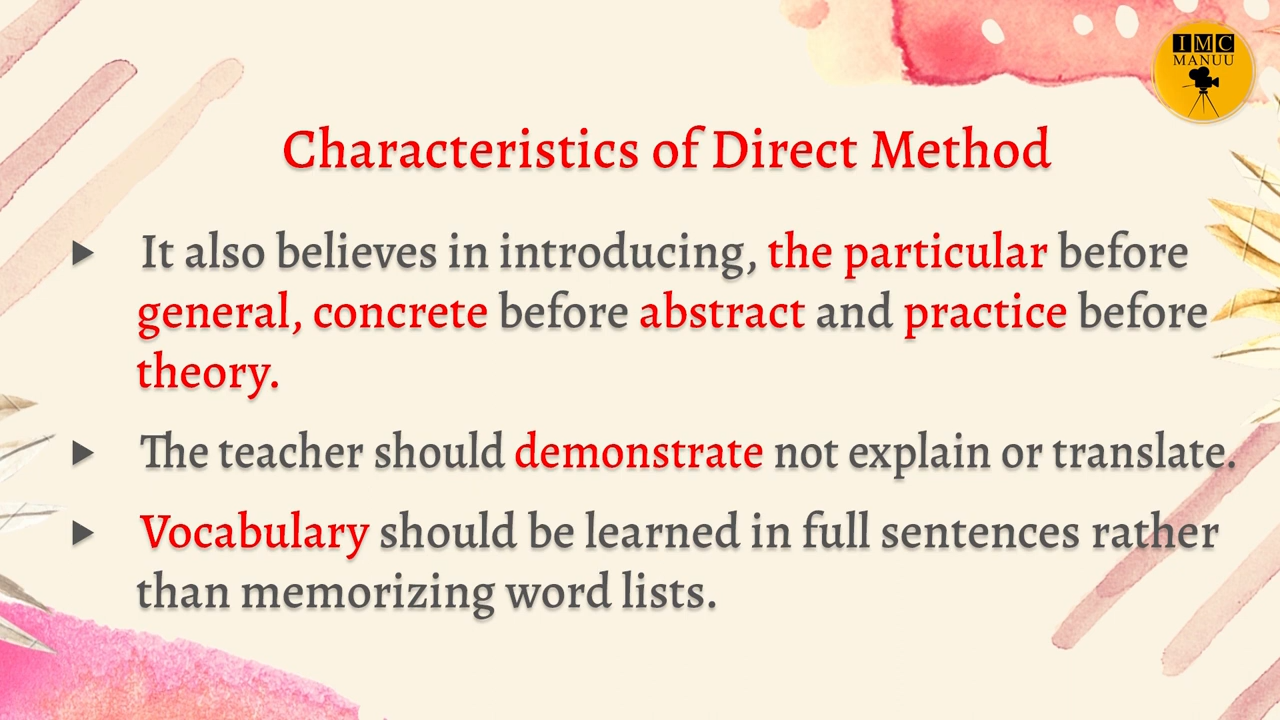 IMC
MANUU
Characteristics of Direct Method
It also believes in introducing, the particular before
general, concrete before abstract and practice before
theory.
The teacher should demonstrate not explain or translate.
Vocabulary should be learned in full sentences rather
than memorizing word lists.